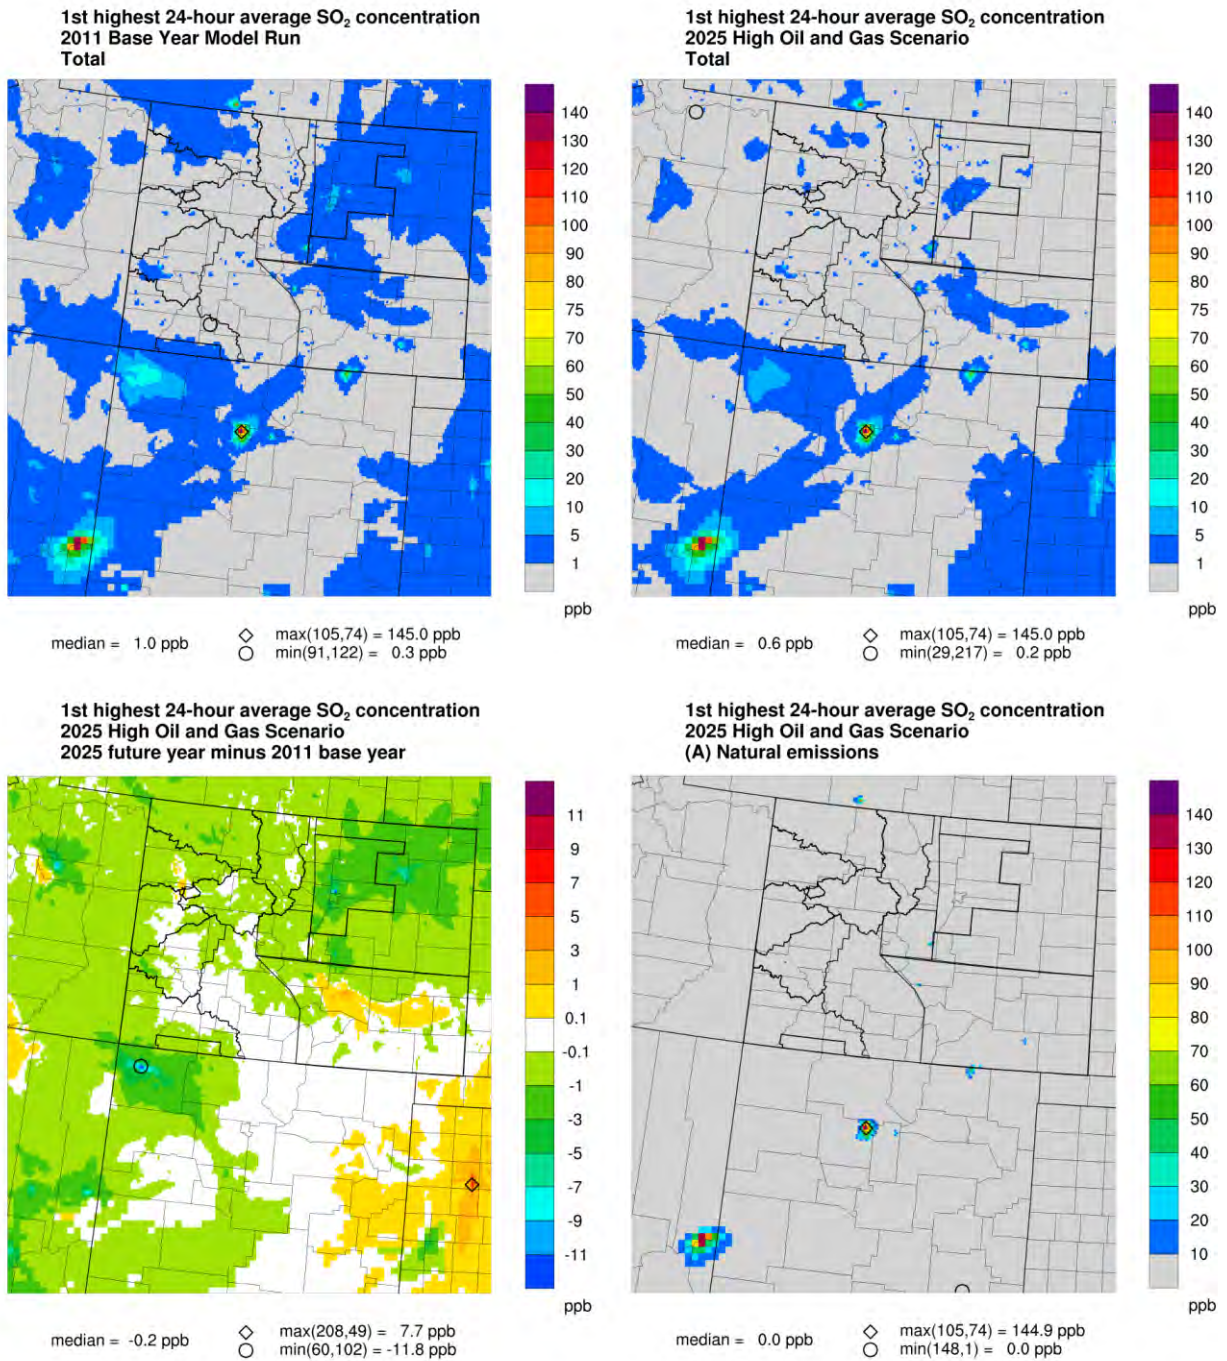 1st highest 24-hour average SO₂ concentration
2011 Base Year Model Run
Total
140
130
120
110
100
90
80
75
70
60
50
40
30
20
10
5
1
ppb
median = 1.0 ppb
max(105,74) = 145.0 ppb
min(91,122) = 0.3 ppb
1st highest 24-hour average SO₂ concentration
2025 High Oil and Gas Scenario
Total
140
130
120
110
100
90
80
75
70
60
50
40
30
20
10
5
1
ppb
median = 0.6 ppb
max(105,74) = 145.0 ppb
min(29,217) = 0.2 ppb
1st highest 24-hour average SO₂ concentration
2025 High Oil and Gas Scenario
2025 future year minus 2011 base year
11
9
7
5
3
1
0.1
-0.1
-1
-3
-5
-7
-9
-11
ppb
median = -0.2 ppb
max(208,49) = 7.7 ppb
min(60,102) = -11.8 ppb
1st highest 24-hour average SO₂ concentration
2025 High Oil and Gas Scenario
(A) Natural emissions
140
130
120
110
100
90
80
70
60
50
40
30
20
10
ppb
median = 0.0 ppb
max(105,74) = 144.9 ppb
min(148,1) = 0.0 ppb